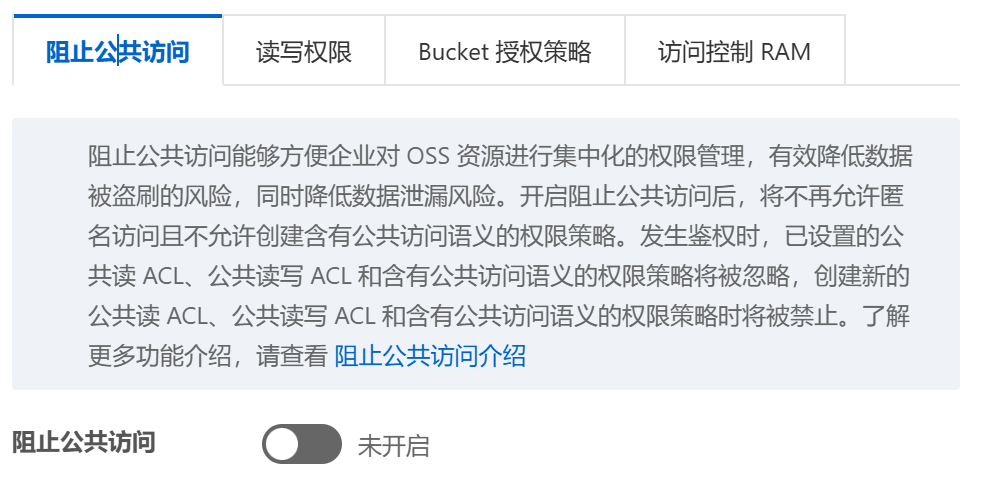 阻止公共访问 读写权限 Bucket 授权策略 访问控制 RAM
阻止公共访问能够方便企业对 OSS 资源进行集中化的权限管理，有效降低数据
被盗刷的风险，同时降低数据泄漏风险。开启阻止公共访问后，将不再允许匿
名访问且不允许创建含有公共访问语义的权限策略。发生鉴权时，已设置的公
共读 ACL、公共读写 ACL 和含有公共访问语义的权限策略将被忽略，创建新的
公共读 ACL、公共读写 ACL 和含有公共访问语义的权限策略时将被禁止。了解
更多功能介绍，请查看 阻止公共访问介绍
阻止公共访问 未开启